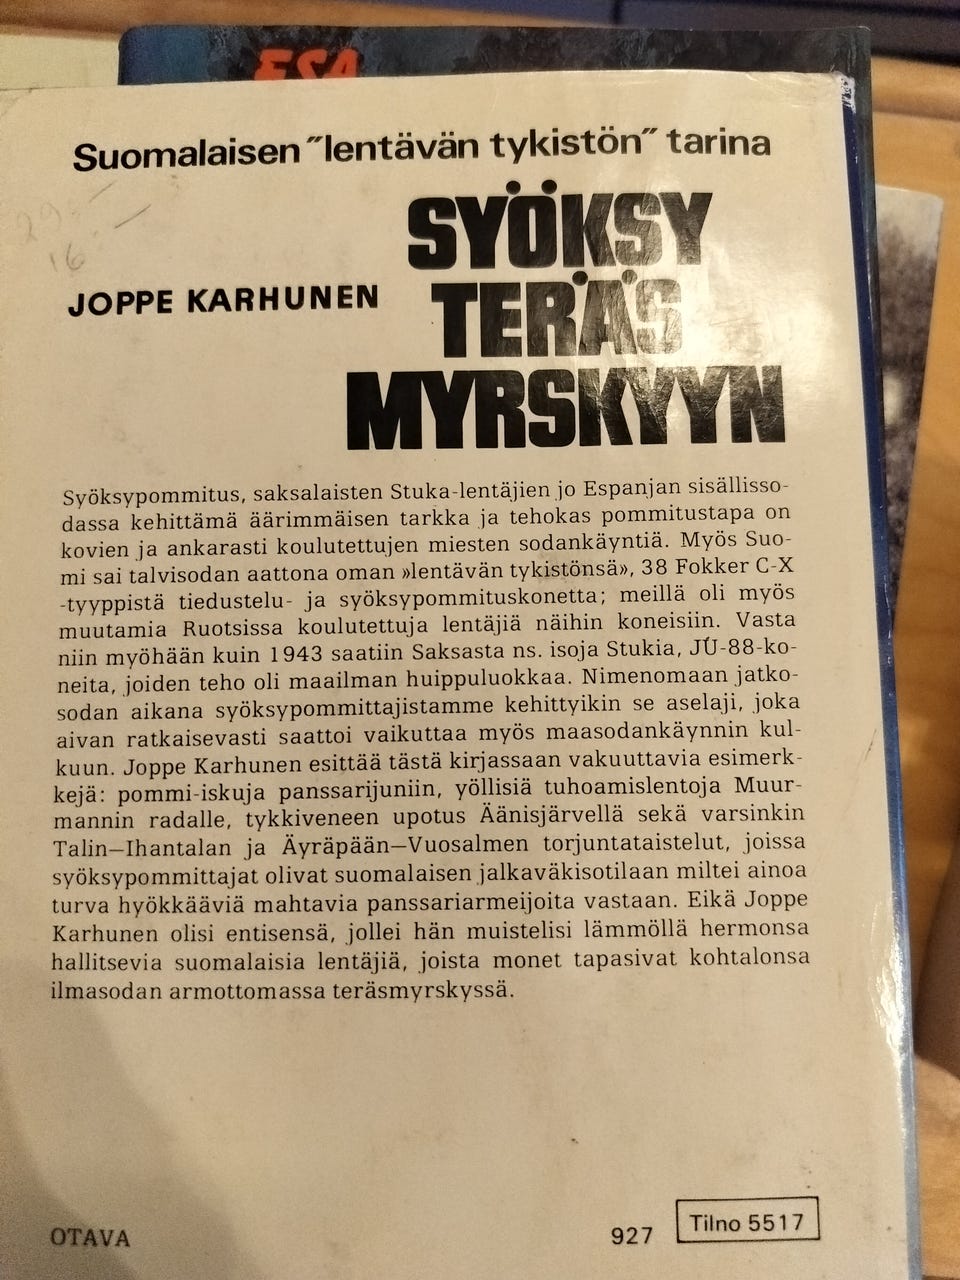 ESA
Suomalaisen "lentävän tykistön" tarina
SYÖKSY
JOPPE KARHUNEN
TERÄS
MYRSKYYN
29:-
16
Syöksypommitus, saksalaisten Stuka-lentäjien jo Espanjan sisällisso-
dassa kehittämä äärimmäisen tarkka ja tehokas pommitustapa on
kovien ja ankarasti koulutettujen miesten sodankäyntiä. Myös Suo-
mi sai talvisodan aattona oman »lentävän tykistönsä», 38 Fokker C-X
-tyyppistä tiedustelu- ja syöksypommituskonetta; meillä oli myös
muutamia Ruotsissa koulutettuja lentäjiä näihin koneisiin. Vasta
niin myöhään kuin 1943 saatiin Saksasta ns. isoja Stukia, JU-88-ko-
neita, joiden teho oli maailman huippuluokkaa. Nimenomaan jatko-
sodan aikana syöksypommittajistamme kehittyikin se aselaji, joka
aivan ratkaisevasti saattoi vaikuttaa myös maasodankäynnin kul-
kuun. Joppe Karhunen esittää tästä kirjassaan vakuuttavia esimerk-
kejä: pommi-iskuja panssarijuniin, yöllisiä tuhoamislentoja Muur-
mannin radalle, tykkiveneen upotus Äänisjärvellä sekä varsinkin
Talin—Ihantalan ja Äyräpään—Vuosalmen torjuntataistelut, joissa
syöksypommittajat olivat suomalaisen jalkaväkisotilaan miltei ainoa
turva hyökkääviä mahtavia panssariarmeijoita vastaan. Eikä Joppe
Karhunen olisi entisensä, jollei hän muistelisi lämmöllä hermonsa
hallitsevia suomalaisia lentäjiä, joista monet tapasivat kohtalonsa
ilmasodan armottomassa teräsmyrskyssä.
OTAVA
927
Tilno 5517